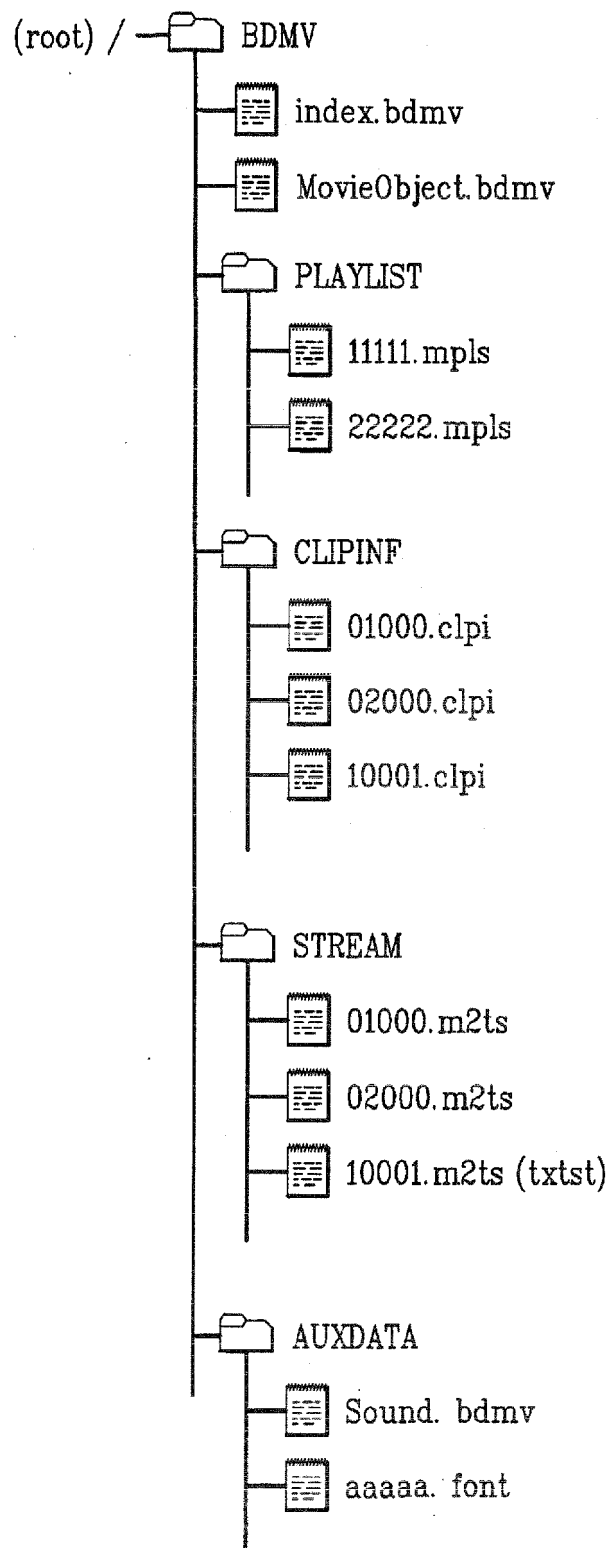 (root) / BDMV
index.bdmv
MovieObject.bdmv
PLAYLIST
11111.mpls
22222.mpls
CLIPINF
01000.clpi
02000.clpi
10001.clpi
STREAM
01000.m2ts
02000.m2ts
10001.m2ts (txtst)
AUXDATA
Sound. bdmv
aaaaa. font